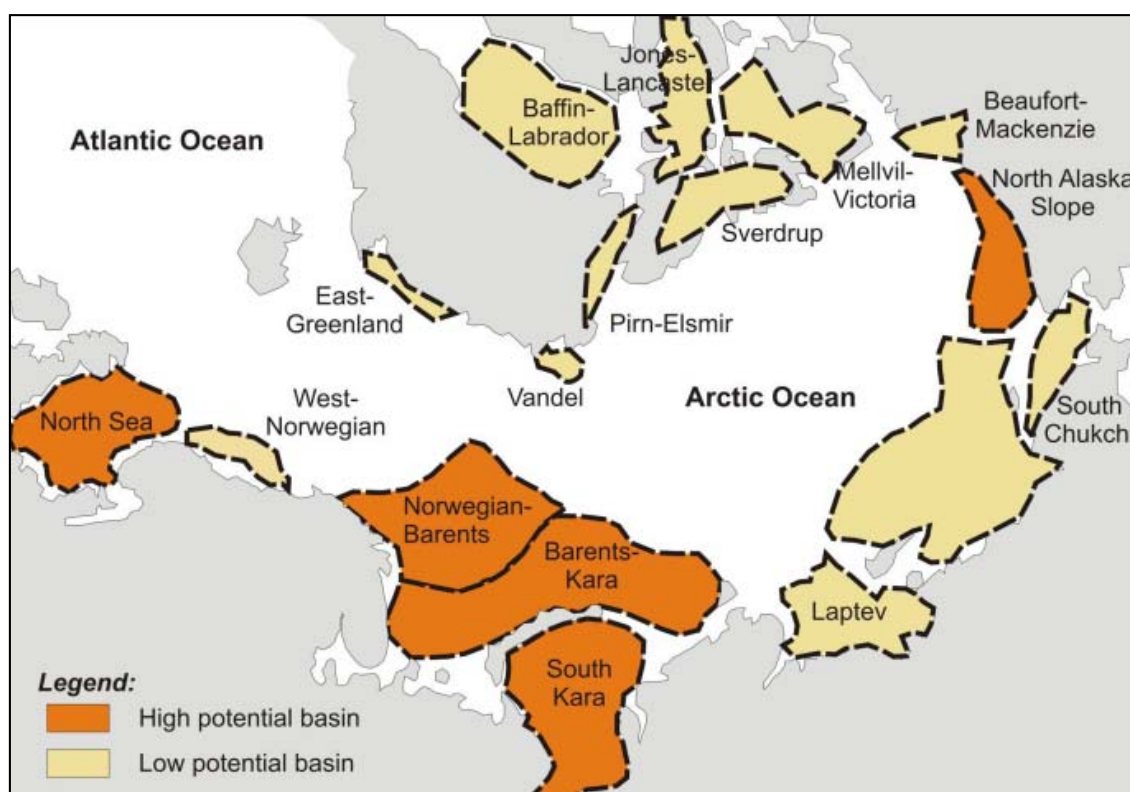 Jones-
Lancaster
Baffin-
Labrador
Beaufort-
Mackenzie
Atlantic Ocean
Mellvil-
Victoria
North Alaska
Slope
Sverdrup
East-
Greenland
Pirn-Elsmir
Vandel
Arctic Ocean
West-
Norwegian
North Sea
South
Chukch
Norwegian-
Barents
Barents-
Kara
Laptev
South
Kara
Legend:
High potential basin
Low potential basin